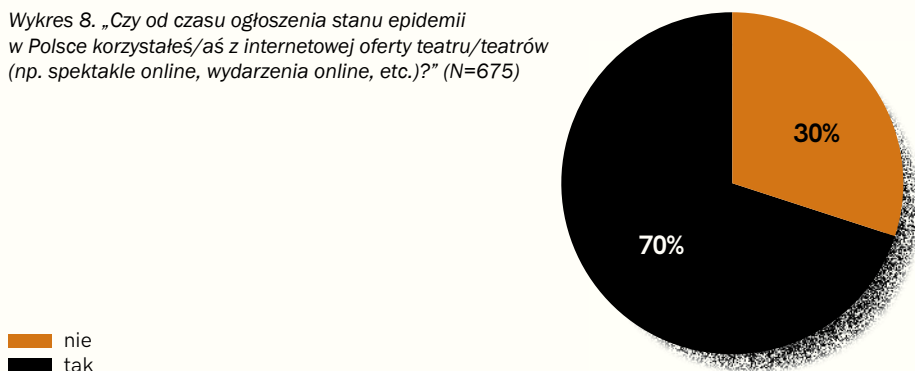 Wykres 8. „Czy od czasu ogłoszenia stanu epidemii
w Polsce korzystałeś/aś z internetowej oferty teatru/teatrów
(np. spektakle online, wydarzenia online, etc.)?” (N=675)
30%
70%
nie
tak